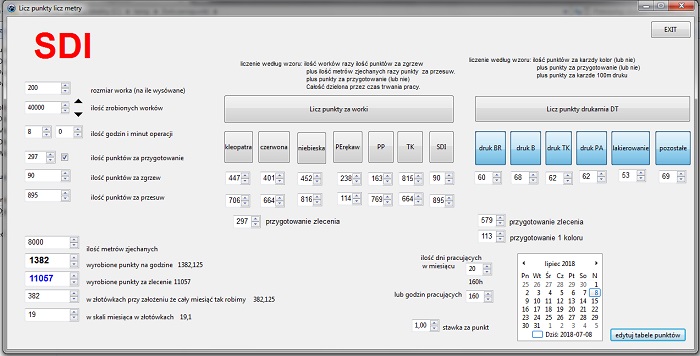 Licz punkty licz metry
EXIT
SDI
liczenie według wzoru: ilość worków razy ilość punktów za zgrzew
plus ilość metrów zjechanych razy punkty za przesuw.
plus punkty za przygotowanie (lub nie)
Całość dzielona przez czas trwania pracy.
liczenie według wzoru: ilość punktów za karzdy kolor (lub nie)
plus punkty za przygotowanie (lub nie)
plus punkty za karzde 100m druku
200 rozmiar worka (na ile wysówane)
40000 ilość zrobionych worków
8 0 ilość godzin i minut operacji
297 ilość punktów za przygotowanie
90 ilość punktów za zgrzew
895 ilość punktów za przesuw
Licz punkty za worki
kleopatra czerwona niebieska PErękaw PP TK SDI
447 401 452 238 163 815 90
706 664 816 114 769 664 895
297 przygotowanie zlecenia
Licz punkty drukarnia DT
druk BR druk B druk TK druk PA lakierowanie pozostałe
60 68 62 62 53 69
579 przygotowanie zlecenia
113 przygotowanie 1 koloru
8000 ilość metrów zjechanych
1382 wyrobione punkty na godzine 1382,125
11057 wyrobione punkty za zlecenie 11057
382 w złotówkach przy założeniu że cały miesiąć tak robimy 382,125
19 w skali miesiąca w złotówkach 19,1
ilość dni pracujących
w miesiącu 20
160h
lub godzin pracujących 160
1,00 stawka za punkt
lipiec 2018
Pn Wt Śr Cz Pt So N
25 26 27 28 29 30 1
2 3 4 5 6 7 8
9 10 11 12 13 14 15
16 17 18 19 20 21 22
23 24 25 26 27 28 29
30 31 1 2 3 4 5
Dziś: 2018-07-08
edytuj tabele punktów